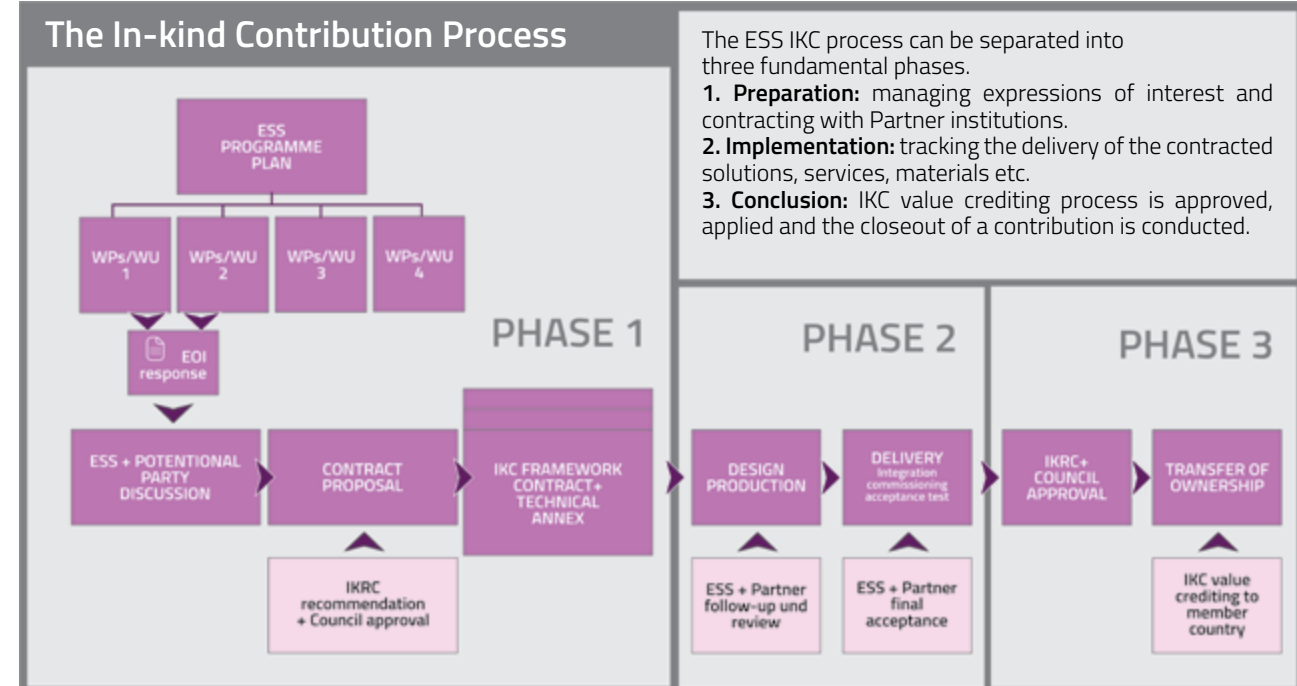 The In-kind Contribution Process
The ESS IKC process can be separated into
three fundamental phases.
1. Preparation: managing expressions of interest and
contracting with Partner institutions.
2. Implementation: tracking the delivery of the contracted
solutions, services, materials etc.
3. Conclusion: IKC value crediting process is approved,
applied and the closeout of a contribution is conducted.
ESS
PROGRAMME
PLAN
WPs/WU
1
WPs/WU
2
WPs/WU
3
WPs/WU
4
EOI
response
PHASE 1
ESS + POTENTIONAL
PARTY
DISCUSSION
CONTRACT
PROPOSAL
IKC FRAMEWORK
CONTRACT+
TECHNICAL
ANNEX
IKRC
recommendation
+ Council approval
PHASE 2
DESIGN
PRODUCTION
DELIVERY
Integration
commissioning
acceptance test
ESS + Partner
follow-up und
review
ESS + Partner
final
acceptance
PHASE 3
IKRC+
COUNCIL
APPROVAL
TRANSFER OF
OWNERSHIP
IKC value
crediting to
member
country